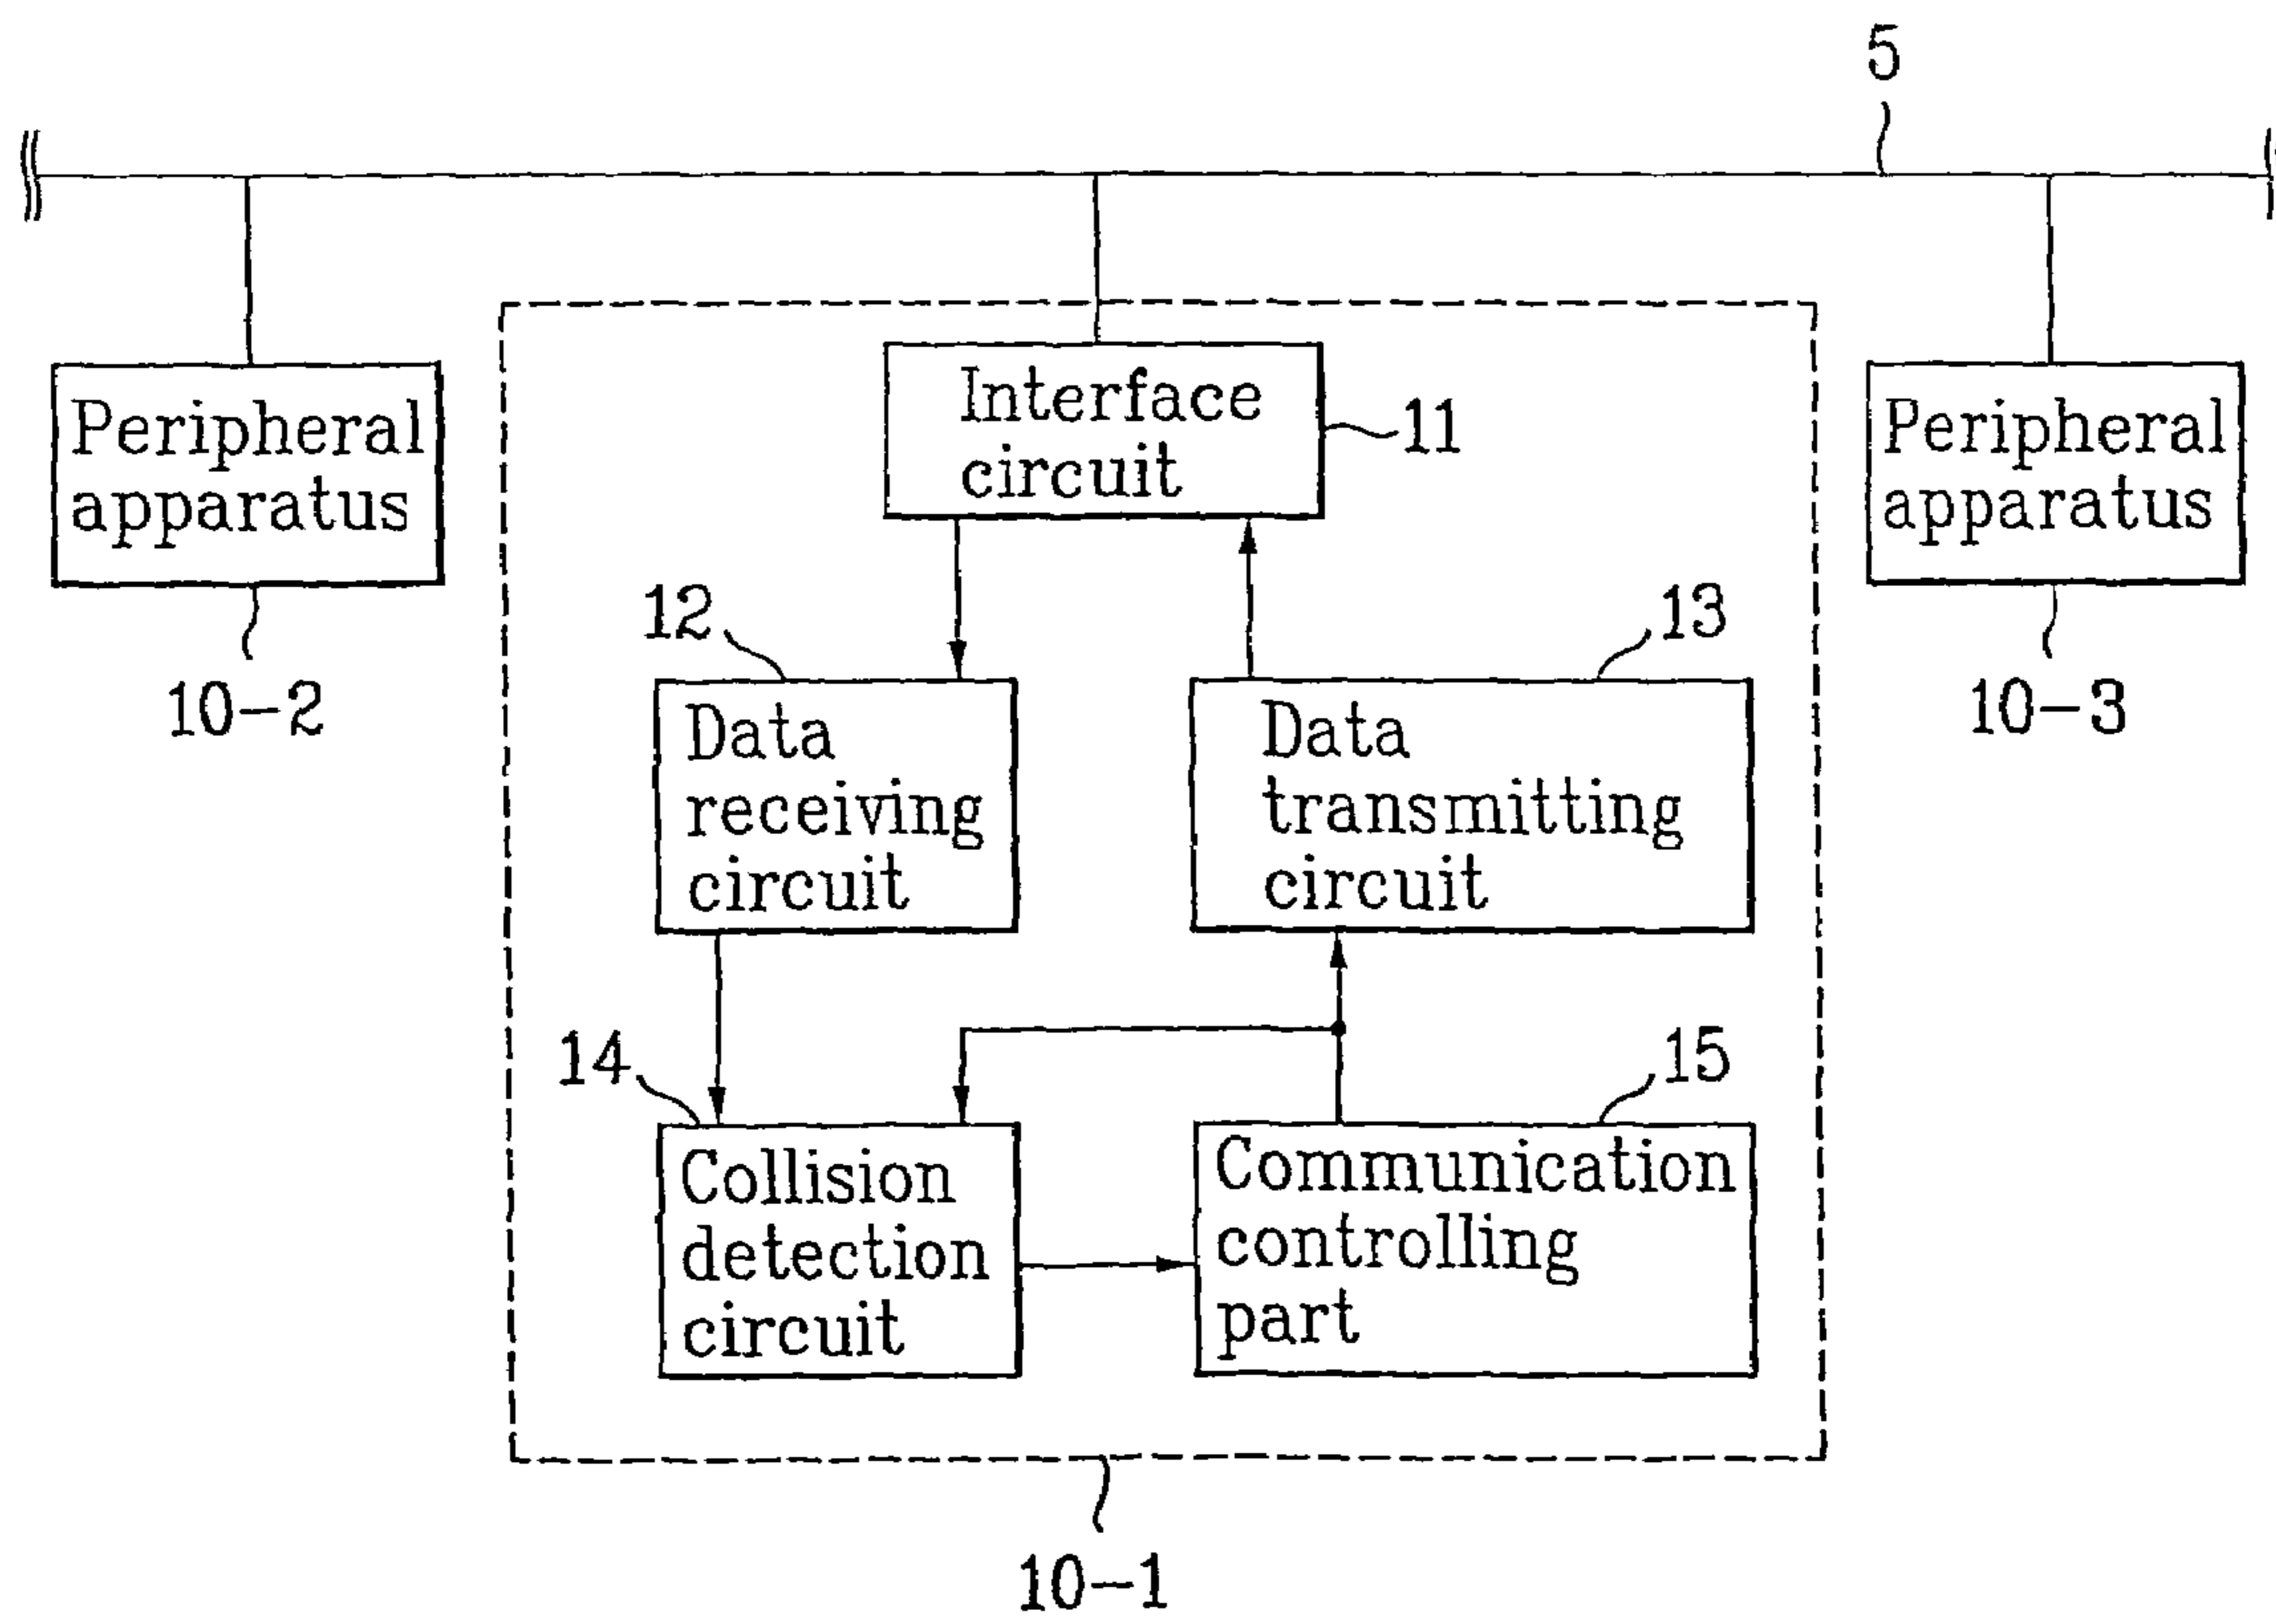 5
Interface
circuit
11
Peripheral
apparatus
10-2
Peripheral
apparatus
10-3
12
Data
receiving
circuit
13
Data
transmitting
circuit
14
Collision
detection
circuit
15
Communication
controlling
part
10-1